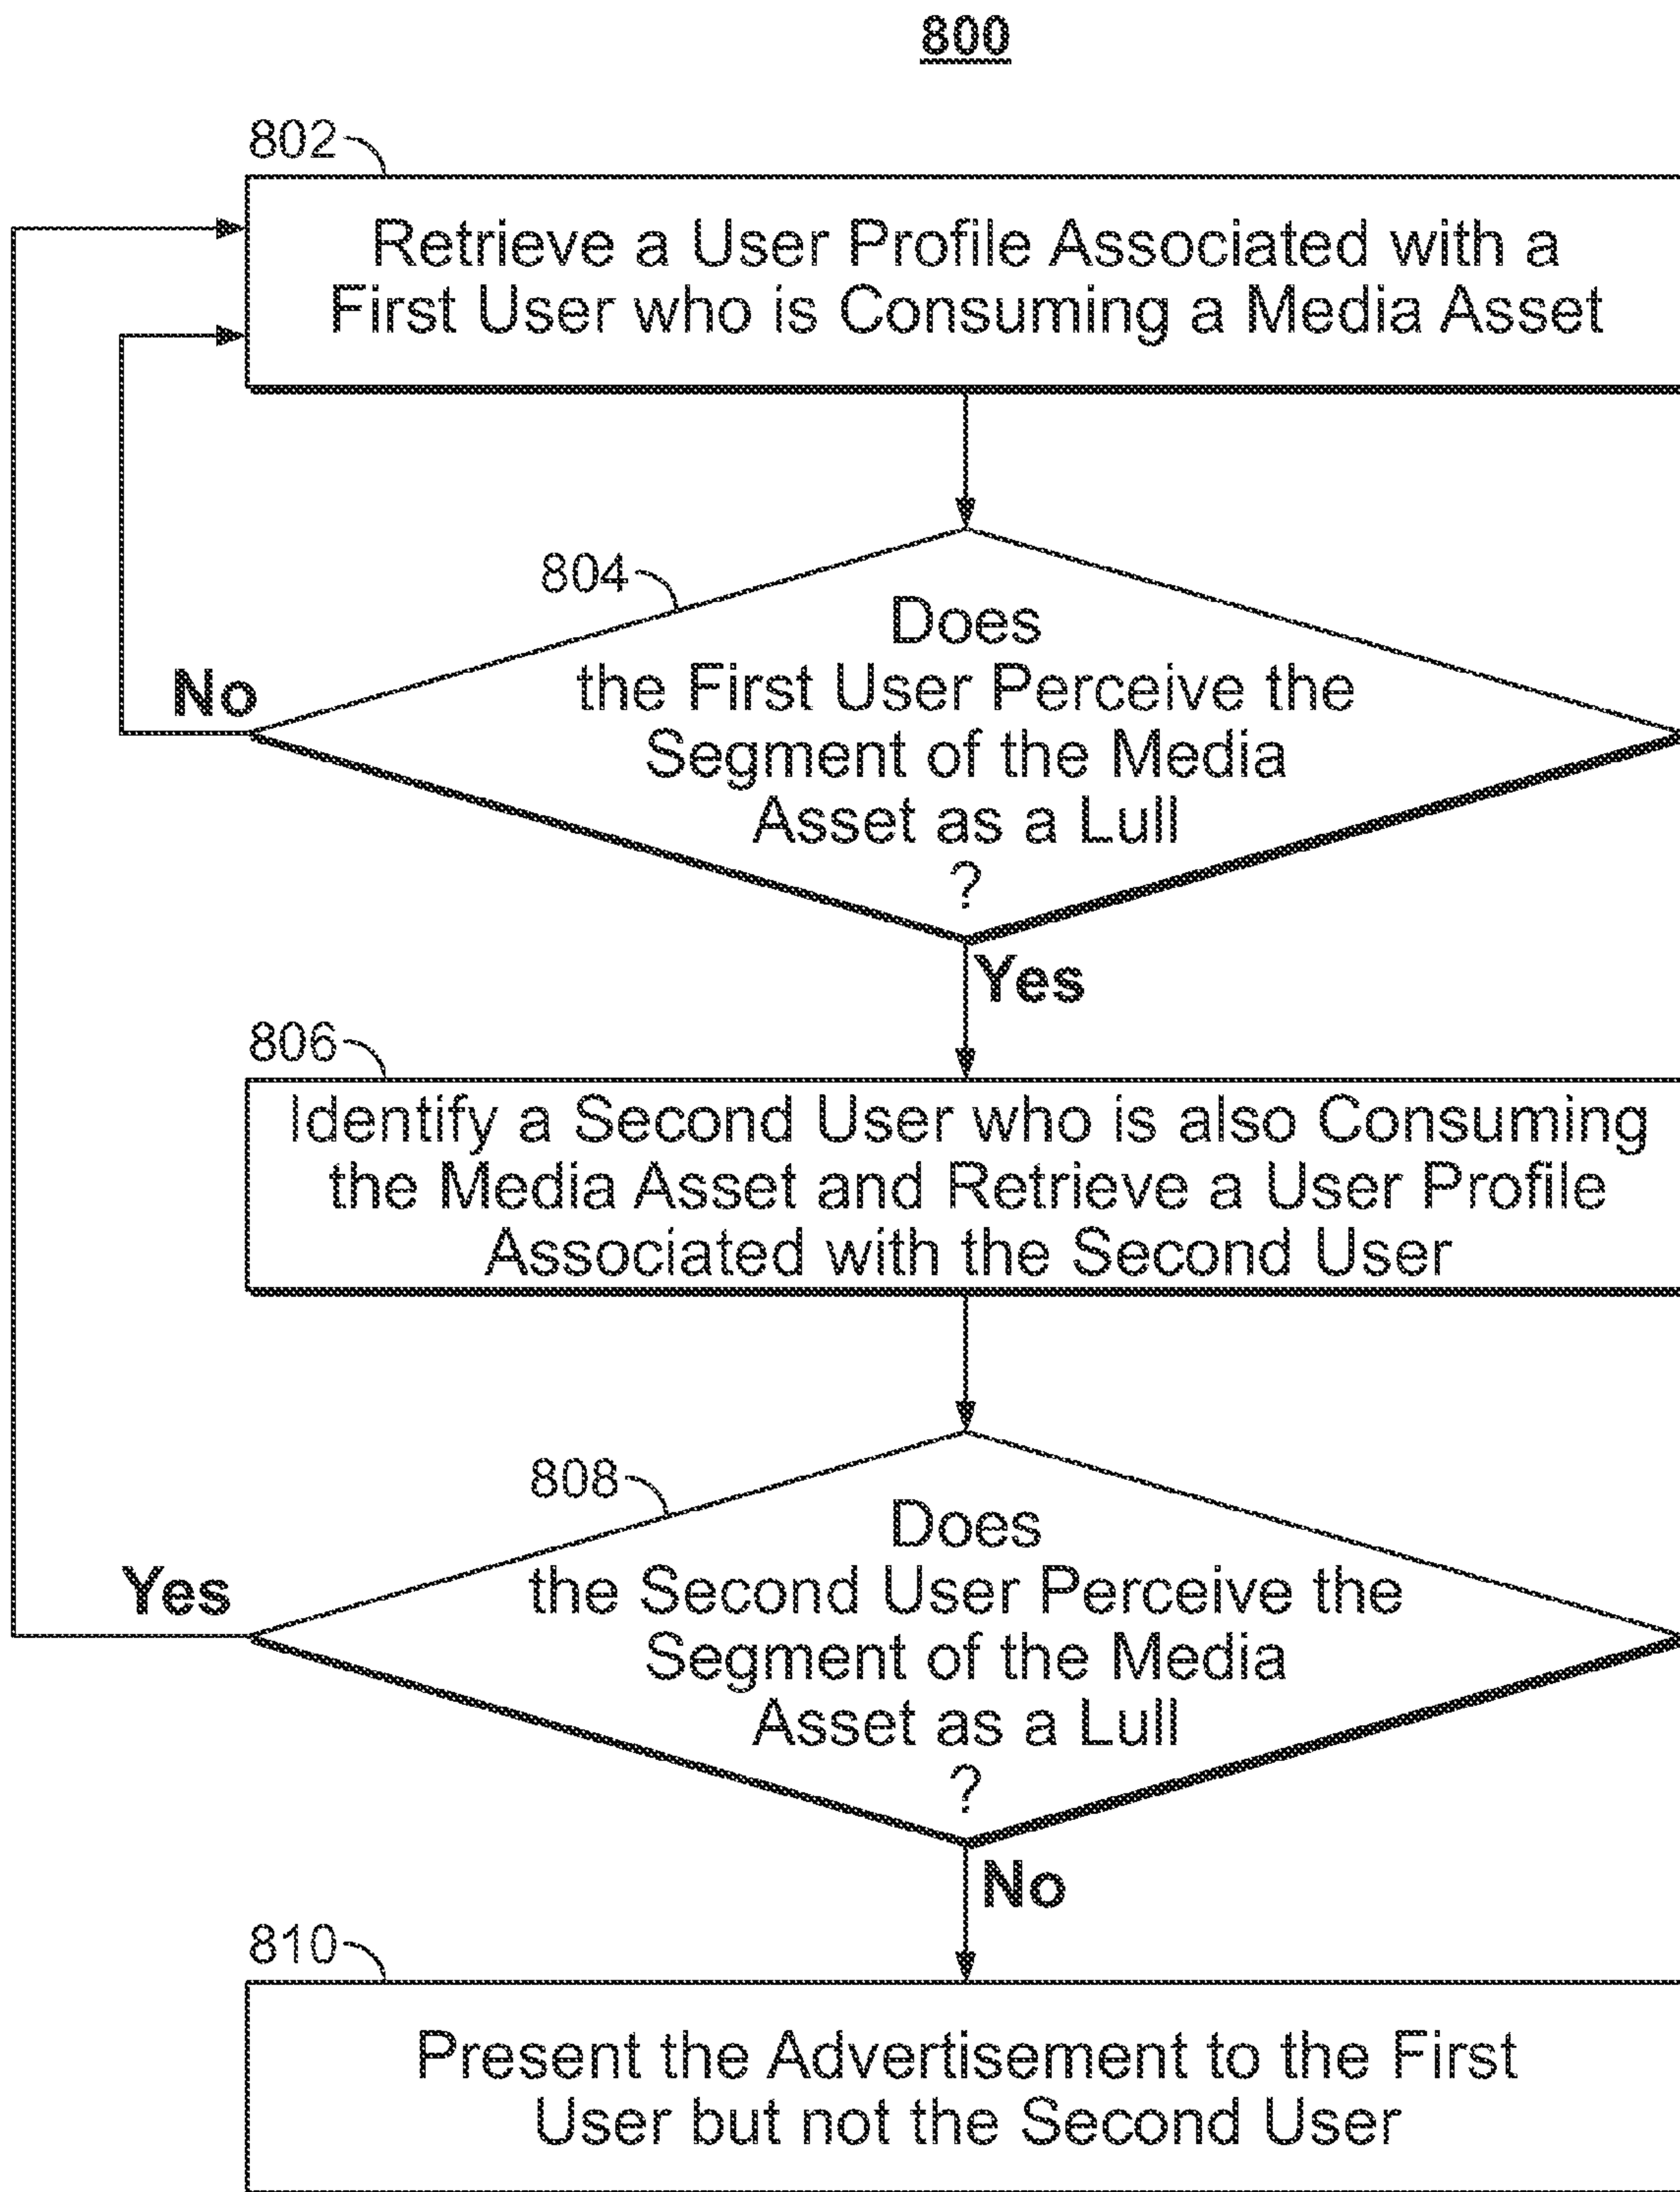 800
802
Retrieve a User Profile Associated with a
First User who is Consuming a Media Asset
804
Does
the First User Perceive the
Segment of the Media
Asset as a Lull
?
No
Yes
806
Identify a Second User who is also Consuming
the Media Asset and Retrieve a User Profile
Associated with the Second User
808
Does
the Second User Perceive the
Segment of the Media
Asset as a Lull
?
Yes
No
810
Present the Advertisement to the First
User but not the Second User